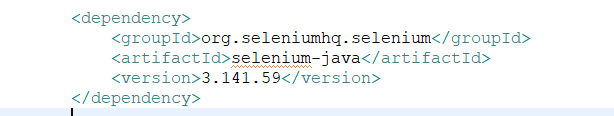 <dependency>
<groupId>org.seleniumhq.selenium</groupId>
<artifactId>selenium-java</artifactId>
<version>3.141.59</version>
</dependency>